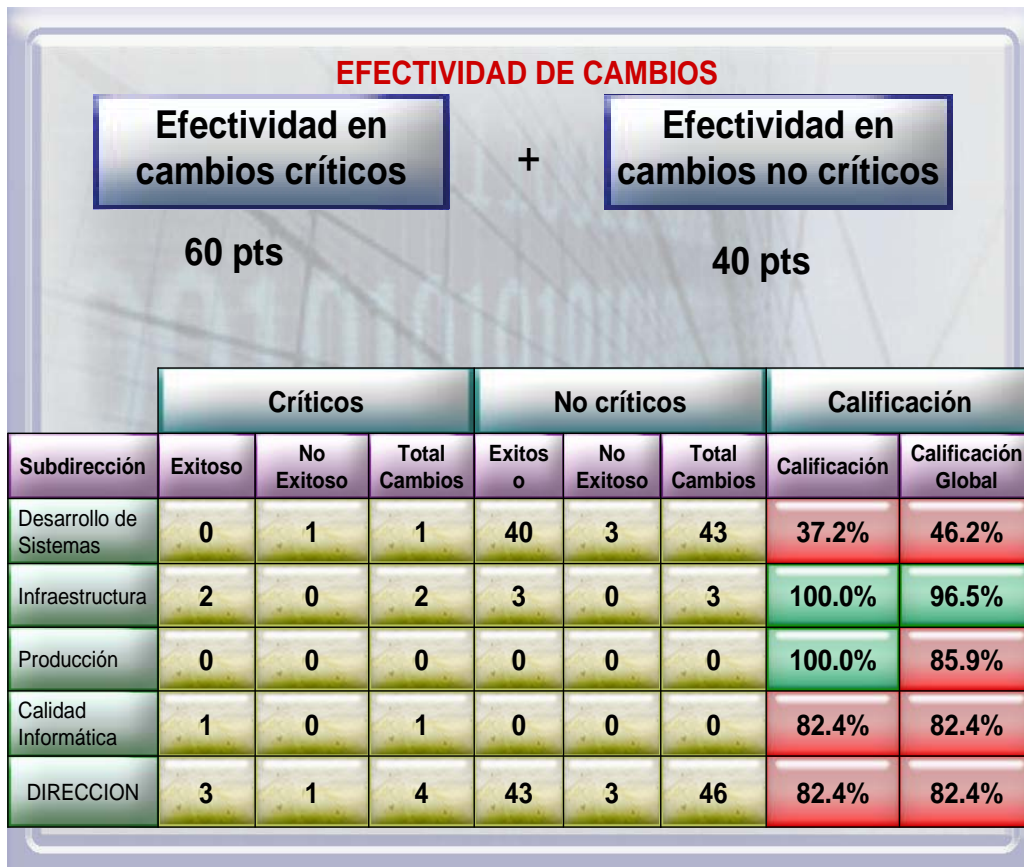 EFECTIVIDAD DE CAMBIOS
Efectividad en
cambios críticos
+
Efectividad en
cambios no críticos
60 pts
40 pts
Críticos No críticos Calificación
Subdirección Exitoso No Exitoso Total Cambios Exitos o No Exitoso Total Cambios Calificación Calificación Global
Desarrollo de Sistemas 0 1 1 40 3 43 37.2% 46.2%
Infraestructura 2 0 2 3 0 3 100.0% 96.5%
Producción 0 0 0 0 0 0 100.0% 85.9%
Calidad Informática 1 0 1 0 0 0 82.4% 82.4%
DIRECCION 3 1 4 43 3 46 82.4% 82.4%